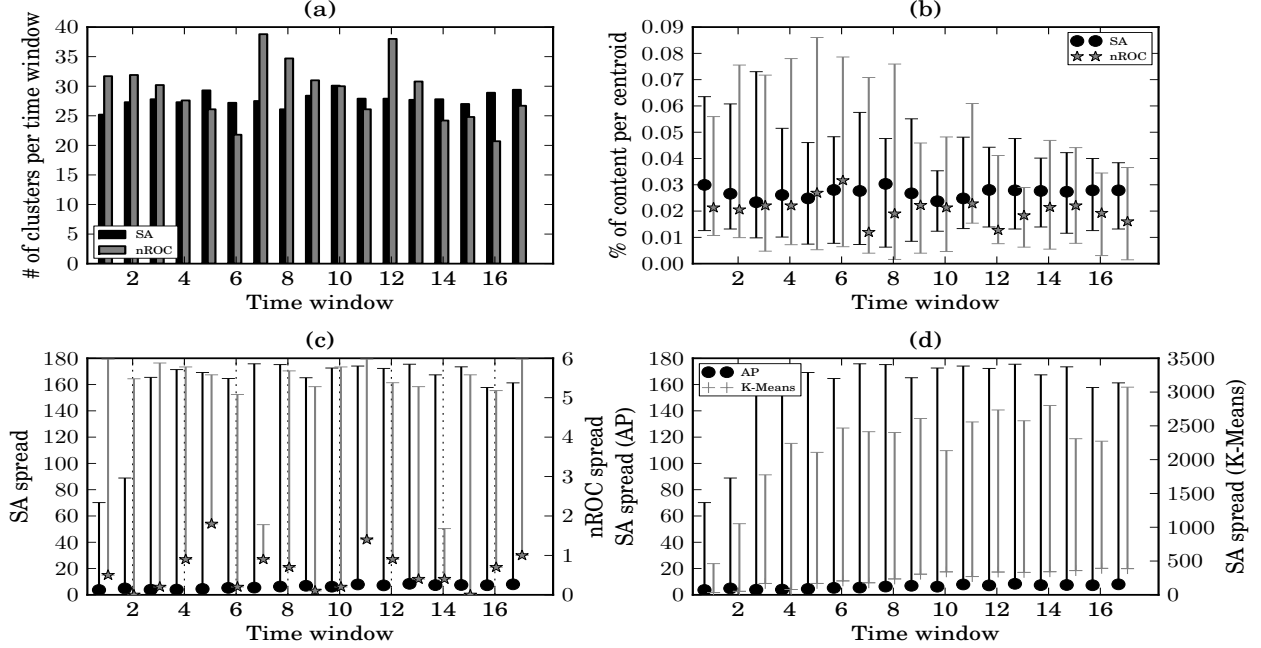 (a)
# of clusters per time window
40
35
30
25
20
15
10
5
0
SA
nROC
2 4 6 8 10 12 14 16
Time window
(b)
% of content per centroid
0.09
0.08
0.07
0.06
0.05
0.04
0.03
0.02
0.01
0.00
SA
nROC
2 4 6 8 10 12 14 16
Time window
(c)
SA spread
180
160
140
120
100
80
60
40
20
0
2 4 6 8 10 12 14 16
Time window
6
5
4
3
2
1
0
nROC spread
(d)
SA spread (AP)
180
160
140
120
100
80
60
40
20
0
AP
K-Means
2 4 6 8 10 12 14 16
Time window
3500
3000
2500
2000
1500
1000
500
0
SA spread (K-Means)